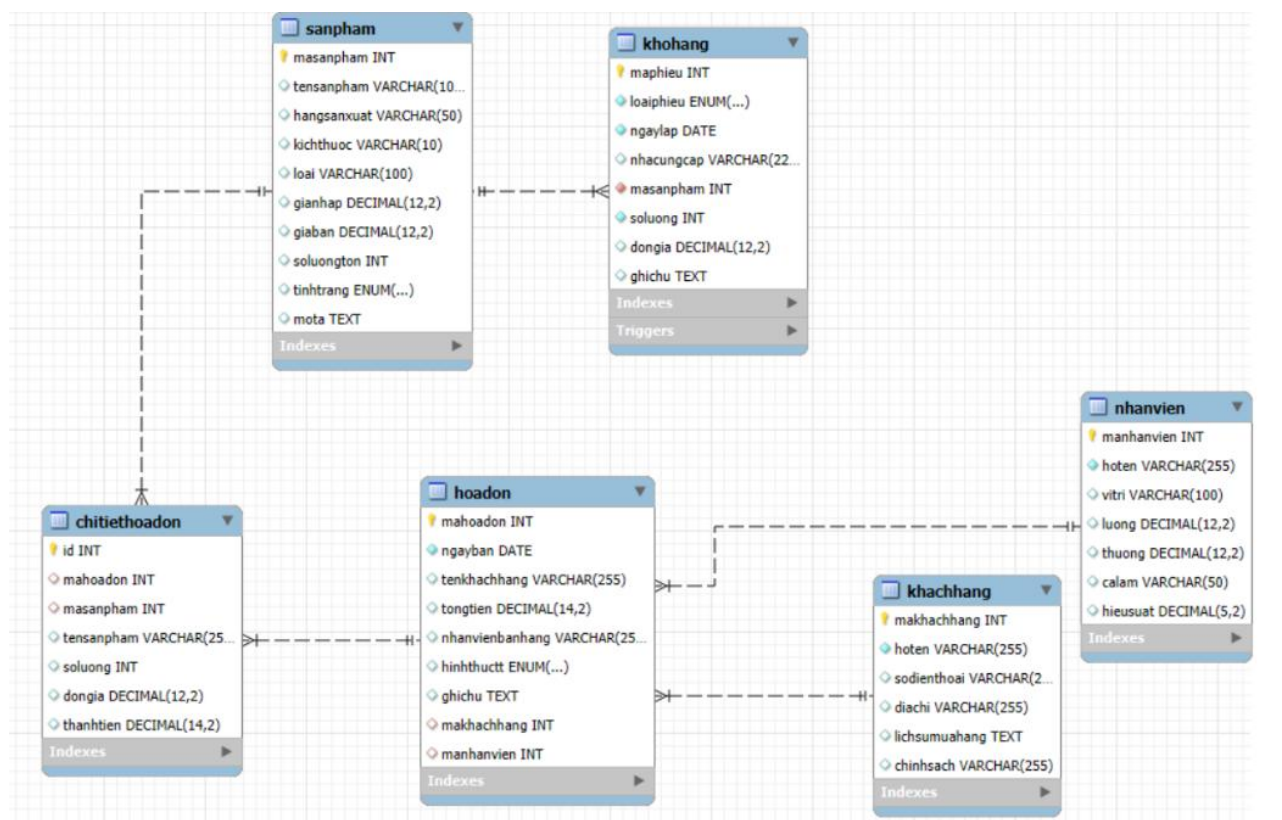 sanpham
masanpham INT
tensanpham VARCHAR(10...
hangsanxuat VARCHAR(50)
kichthuoc VARCHAR(10)
loai VARCHAR(100)
gianhap DECIMAL(12,2)
giaban DECIMAL(12,2)
soluongton INT
tinhtrang ENUM(...)
mota TEXT
Indexes
khohang
maphieu INT
loaiphieu ENUM(...)
ngaylap DATE
nhacungcap VARCHAR(22...
masanpham INT
soluong INT
dongia DECIMAL(12,2)
ghichu TEXT
Indexes
Triggers
nhanvien
manhanvien INT
hoten VARCHAR(255)
vitri VARCHAR(100)
luong DECIMAL(12,2)
thuong DECIMAL(12,2)
calam VARCHAR(50)
hieusuat DECIMAL(5,2)
Indexes
chitiethoadon
id INT
mahoadon INT
masanpham INT
tensanpham VARCHAR(25...
soluong INT
dongia DECIMAL(12,2)
thanhtien DECIMAL(14,2)
Indexes
hoadon
mahoadon INT
ngayban DATE
tenkhachhang VARCHAR(255)
tongtien DECIMAL(14,2)
nhanvienbanhang VARCHAR(25...
hinhthuctt ENUM(...)
ghichu TEXT
makhachhang INT
manhanvien INT
Indexes
khachhang
makhachhang INT
hoten VARCHAR(255)
sodienthoai VARCHAR(2...
diachi VARCHAR(255)
lichsumuahang TEXT
chinhsach VARCHAR(255)
Indexes